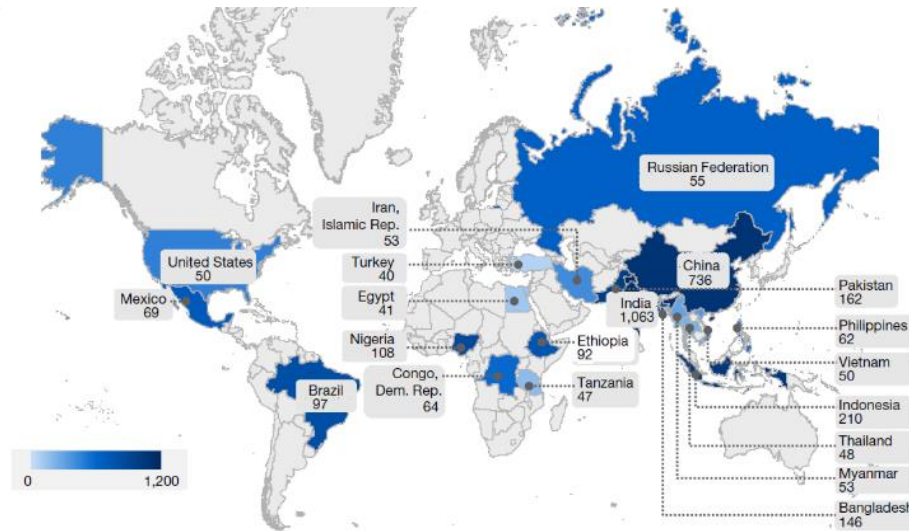 Russian Federation
55
Iran,
Islamic Rep.
53
United States
50
Turkey
40
China
736
Mexico
69
Egypt
41
India
1,063
Pakistan
162
Nigeria
108
Ethiopia
92
Philippines
62
Brazil
97
Congo,
Dem. Rep.
64
Tanzania
47
Vietnam
50
Indonesia
210
Thailand
48
Myanmar
53
Bangladesh
146
0 1,200